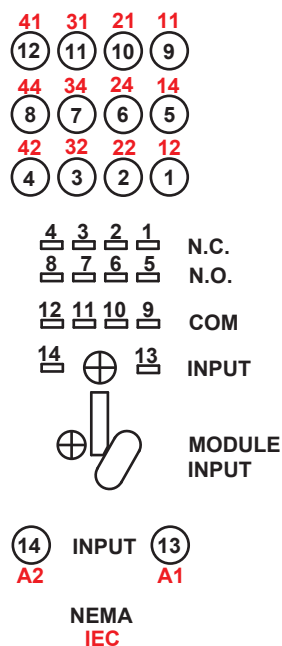 41 31 21 11
12 11 10 9
44 34 24 14
8 7 6 5
42 32 22 12
4 3 2 1
4 3 2 1 N.C.
8 7 6 5 N.O.
12 11 10 9 COM
14 13 INPUT
MODULE
INPUT
14 INPUT 13
A2 A1
NEMA
IEC